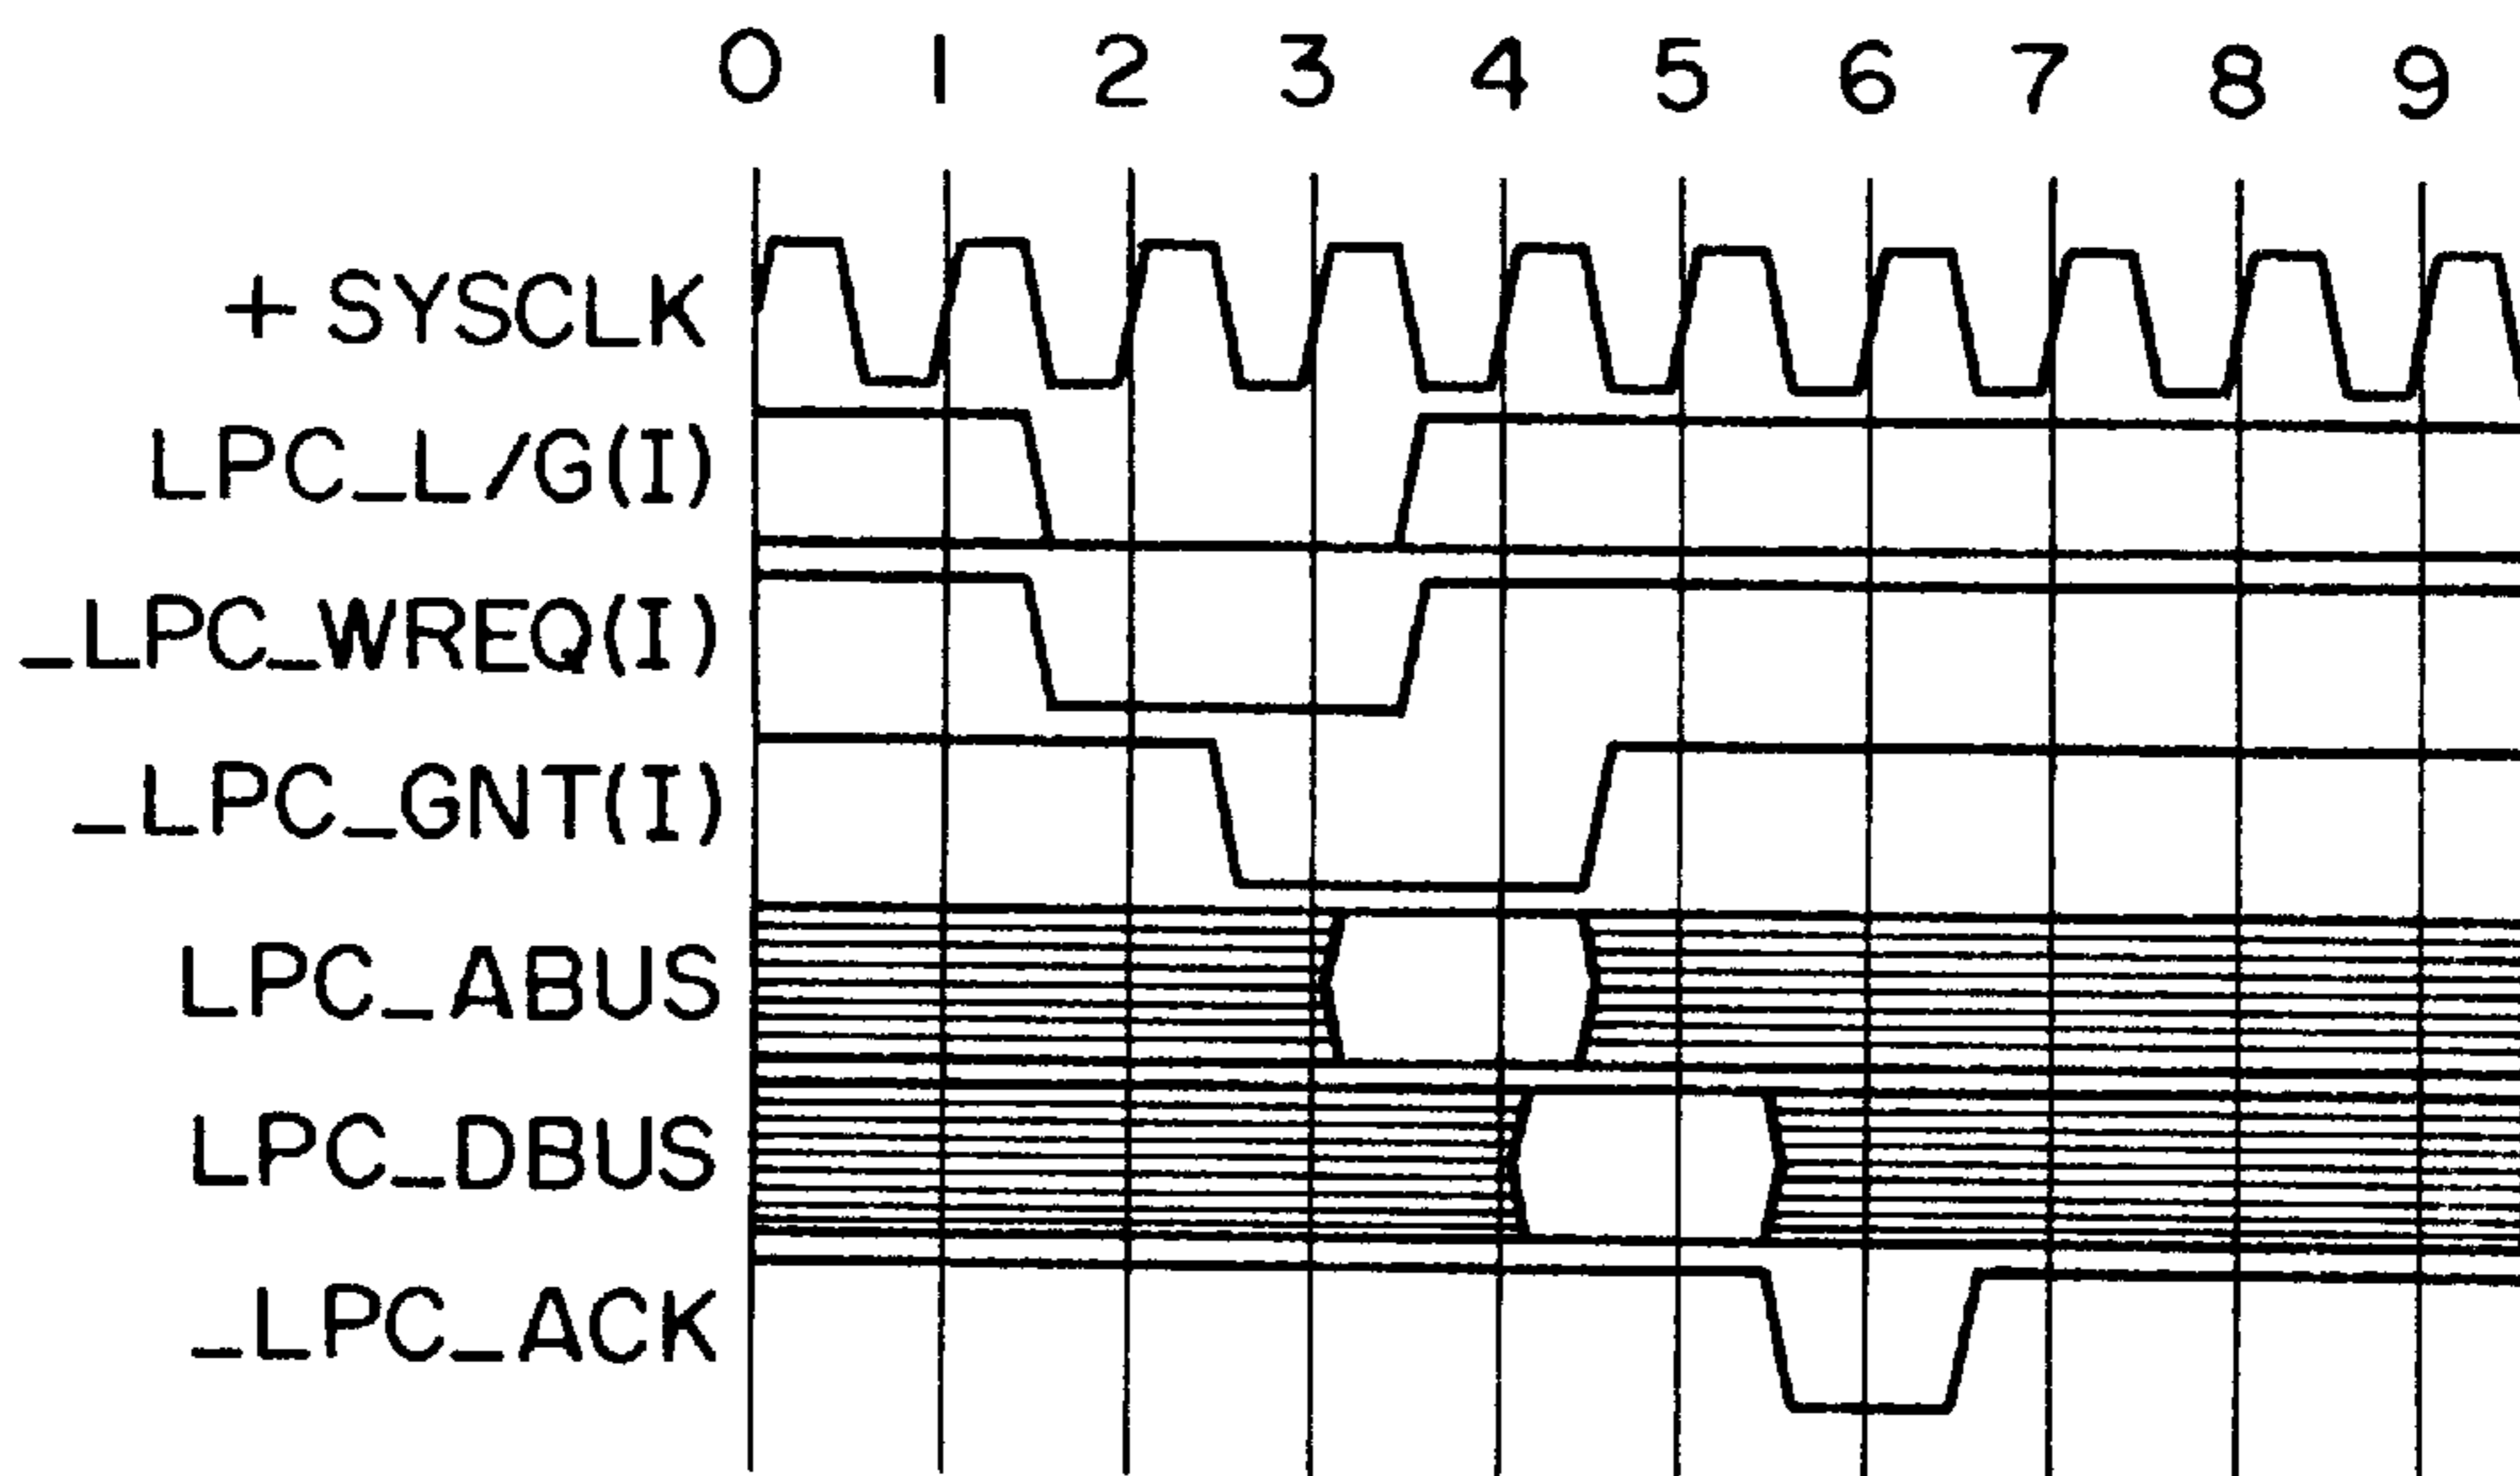 0 1 2 3 4 5 6 7 8 9
+SYSCLK
LPC_L/G(I)
_LPC_WREQ(I)
_LPC_GNT(I)
LPC_ABUS
LPC_DBUS
_LPC_ACK